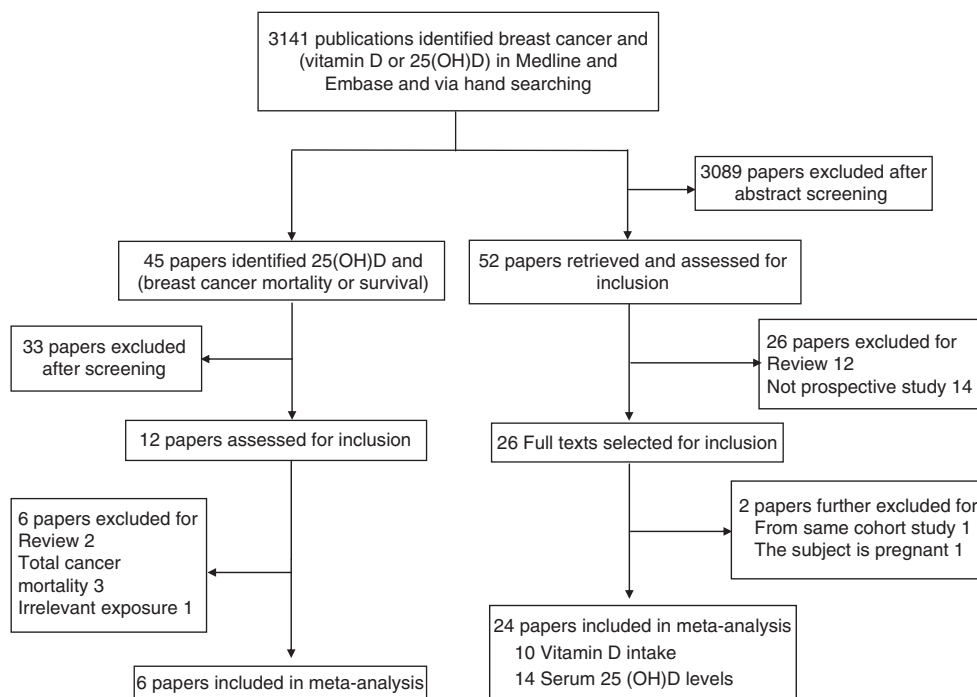 3141 publications identified breast cancer and
(vitamin D or 25(OH)D) in Medline and
Embase and via hand searching
3089 papers excluded after
abstract screening
45 papers identified 25(OH)D and
(breast cancer mortality or survival)
52 papers retrieved and assessed for
inclusion
33 papers excluded
after screening
26 papers excluded for
Review 12
Not prospective study 14
12 papers assessed for inclusion
26 Full texts selected for inclusion
6 papers excluded for
Review 2
Total cancer
mortality 3
Irrelevant exposure 1
2 papers further excluded for
From same cohort study 1
The subject is pregnant 1
24 papers included in meta-analysis
10 Vitamin D intake
14 Serum 25 (OH)D levels
6 papers included in meta-analysis